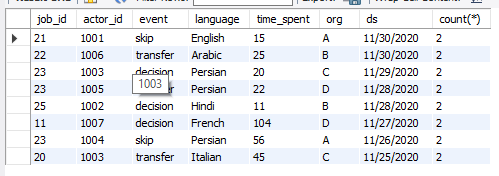 job_id actor_id event language time_spent org ds count(*)
21 1001 skip English 15 A 11/30/2020 2
22 1006 transfer Arabic 25 B 11/30/2020 2
23 1003 decision Persian 20 C 11/29/2020 2
23 1005 Persian 22 D 11/28/2020 2
1003
25 1002 decision Hindi 11 B 11/28/2020 2
11 1007 decision French 104 D 11/27/2020 2
23 1004 skip Persian 56 A 11/26/2020 2
20 1003 transfer Italian 45 C 11/25/2020 2